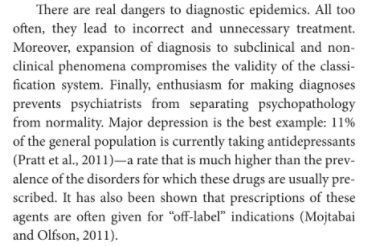 There are real dangers to diagnostic epidemics. All too
often, they lead to incorrect and unnecessary treatment.
Moreover, expansion of diagnosis to subclinical and non-
clinical phenomena compromises the validity of the classi-
fication system. Finally, enthusiasm for making diagnoses
prevents psychiatrists from separating psychopathology
from normality. Major depression is the best example: 11%
of the general population is currently taking antidepressants
(Pratt et al., 2011)—a rate that is much higher than the prev-
alence of the disorders for which these drugs are usually pre-
scribed. It has also been shown that prescriptions of these
agents are often given for “off-label” indications (Mojtabai
and Olfson, 2011).